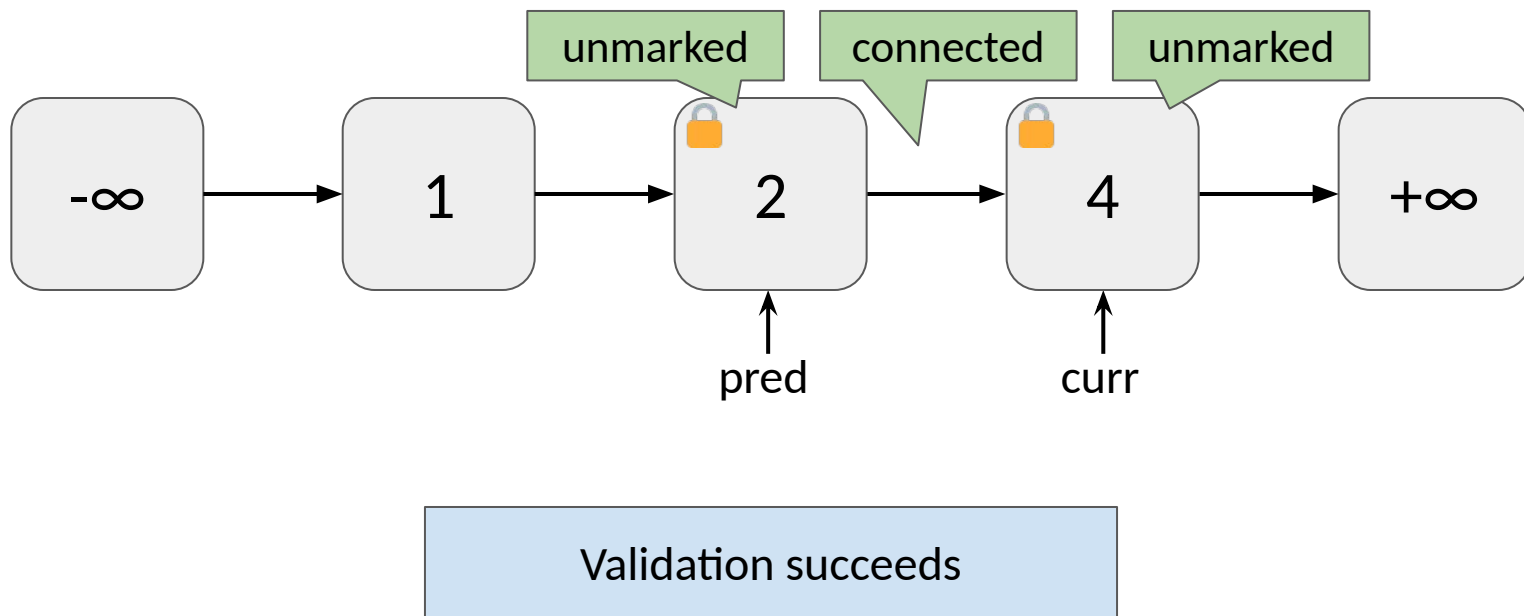 unmarked
connected
unmarked
-∞
1
2
4
+∞
pred
curr
Validation succeeds